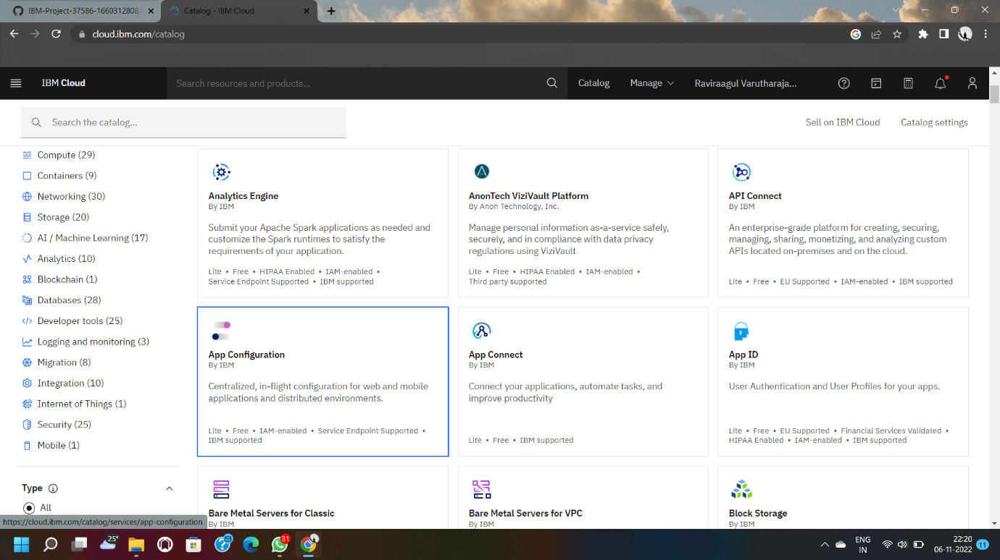 IBM-Project-37586-1660312808/
Catalog - IBM Cloud
cloud.ibm.com/catalog
IBM Cloud
Search resources and products...
Catalog
Manage
Raviraagul Varutharaja...
Search the catalog...
Sell on IBM Cloud
Catalog settings
Compute (29)
Containers (9)
Networking (30)
Storage (20)
AI / Machine Learning (17)
Analytics (10)
Blockchain (1)
Databases (28)
Developer tools (25)
Logging and monitoring (3)
Migration (8)
Integration (10)
Internet of Things (1)
Security (25)
Mobile (1)
Type
All
Analytics Engine
By IBM
Submit your Apache Spark applications as needed and
customize the Spark runtimes to satisfy the
requirements of your application.
Lite • Free • HIPAA Enabled • IAM-enabled •
Service Endpoint Supported • IBM supported
AnonTech ViziVault Platform
By Anon Technology, Inc.
Manage personal information as-a-service safely,
securely, and in compliance with data privacy
regulations using ViziVault
Lite • Free • HIPAA Enabled • IAM-enabled •
Third party supported
API Connect
By IBM
An enterprise-grade platform for creating, securing,
managing, sharing, monetizing, and analyzing custom
APIs located on-premises and on the cloud.
Lite • Free • EU Supported • IAM-enabled • IBM supported
App Configuration
By IBM
Centralized, in-flight configuration for web and mobile
applications and distributed environments.
Lite • Free • IAM-enabled • Service Endpoint Supported •
IBM supported
App Connect
By IBM
Connect your applications, automate tasks, and
improve productivity
Lite • Free • IBM supported
App ID
By IBM
User Authentication and User Profiles for your apps.
Lite • Free • EU Supported • Financial Services Validated •
HIPAA Enabled • IAM-enabled • IBM supported
Bare Metal Servers for Classic
By IBM
Bare Metal Servers for VPC
By IBM
Block Storage
By IBM
https://cloud.ibm.com/catalog/services/app-configuration
25°
31
ENG
IN
22:20
06-11-2022
11